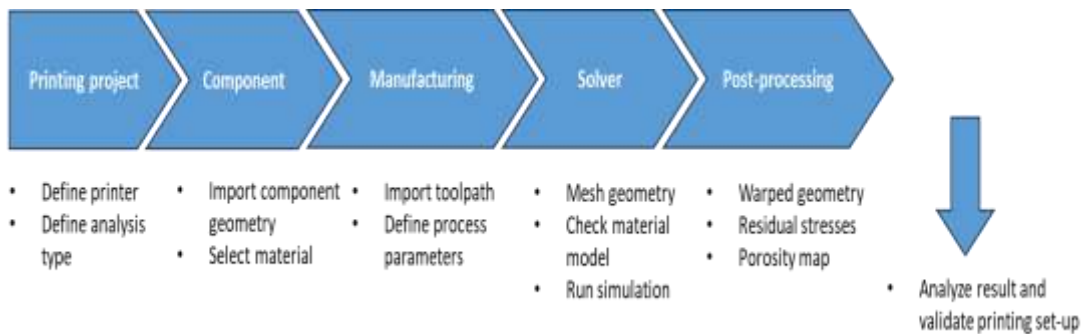 Printing project
Component
Manufacturing
Solver
Post-processing
• Define printer
• Define analysis
type
• Import component
geometry
• Select material
• Import toolpath
• Define process
parameters
• Mesh geometry
• Check material
model
• Run simulation
• Warped geometry
• Residual stresses
• Porosity map
• Analyze result and
validate printing set-up